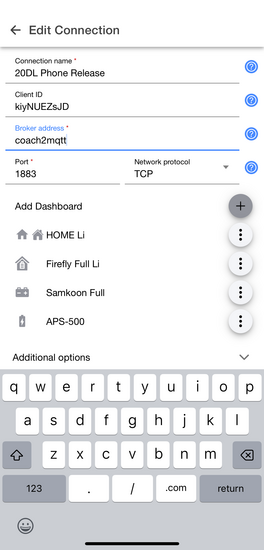 Edit Connection
Connection name *
20DL Phone Release
Client ID
kiyNUEZsJD
Broker address *
coach2mqtt
Port *
Network protocol
1883
TCP
Add Dashboard
HOME Li
Firefly Full Li
Samkoon Full
APS-500
Additional options
q w e r t y u i o p
a s d f g h j k l
z x c v b n m
123 . / .com return